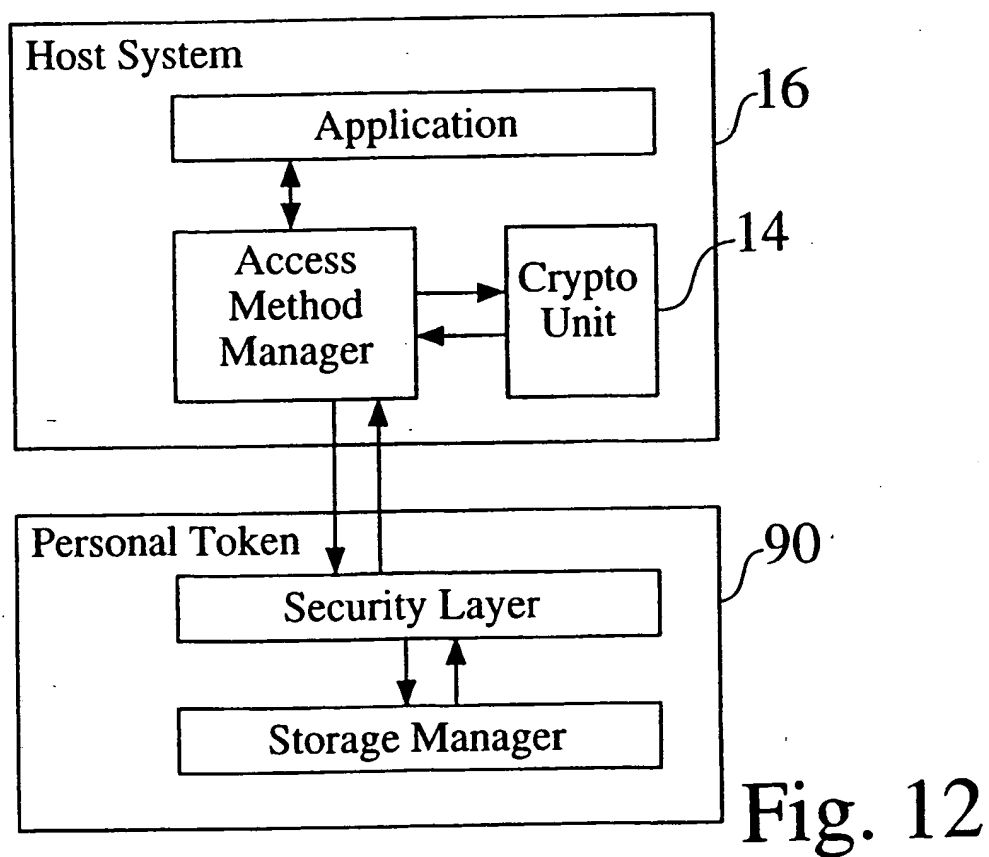 Host System
Application
16
Access
Method
Manager
Crypto
Unit
14
Personal Token
90
Security Layer
Storage Manager
Fig. 12